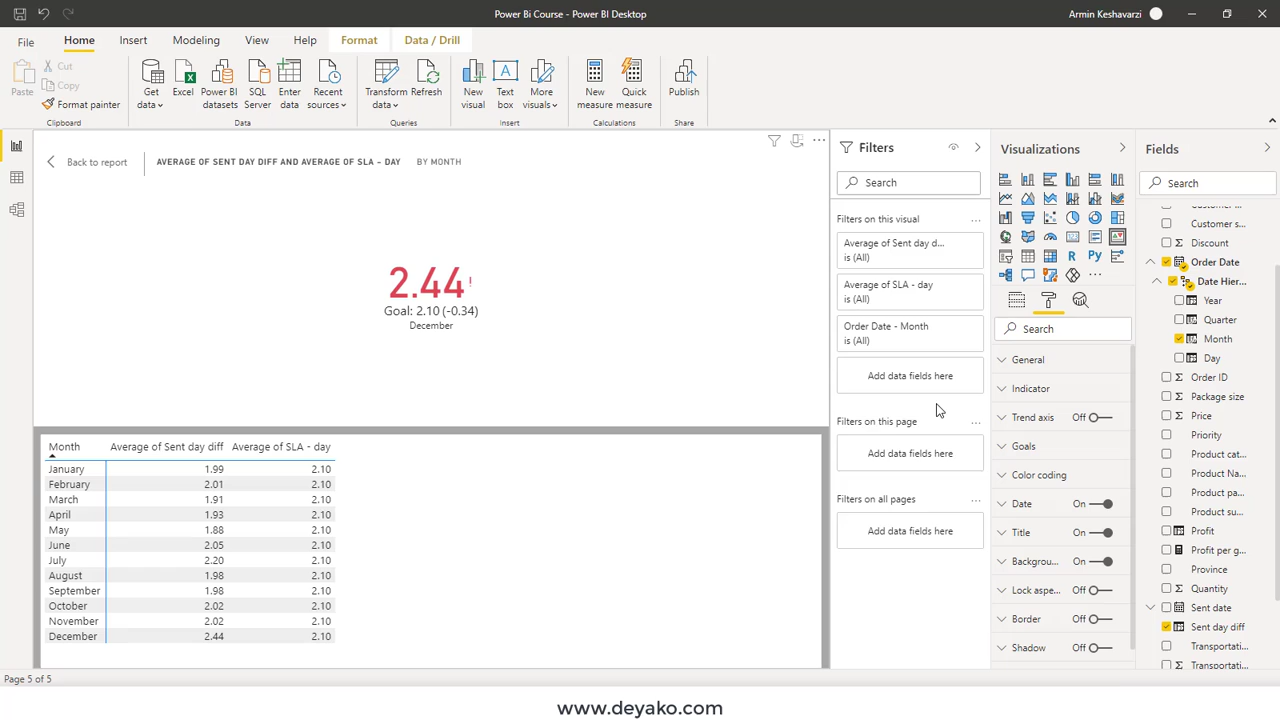 Power Bi Course - Power BI Desktop
Armin Keshavarzi
File
Home
Insert
Modeling
View
Help
Format
Data / Drill
Paste
Cut
Copy
Format painter
Clipboard
Get data
Excel
Power BI datasets
SQL Server
Enter data
Recent sources
Data
Transform data
Refresh
Queries
New visual
Text box
More visuals
Insert
New measure
Quick measure
Calculations
Publish
Share
Back to report
AVERAGE OF SENT DAY DIFF AND AVERAGE OF SLA - DAY
BY MONTH
2.44!
Goal: 2.10 (-0.34)
December
Month Average of Sent day diff Average of SLA - day
January 1.99 2.10
February 2.01 2.10
March 1.91 2.10
April 1.93 2.10
May 1.88 2.10
June 2.05 2.10
July 2.20 2.10
August 1.98 2.10
September 1.98 2.10
October 2.02 2.10
November 2.02 2.10
December 2.44 2.10
Filters
Search
Filters on this visual ...
Average of Sent day d...
is (All)
Average of SLA - day
is (All)
Order Date - Month
is (All)
Add data fields here
Filters on this page ...
Add data fields here
Filters on all pages ...
Add data fields here
Visualizations
R
Py
...
Search
General
Indicator
Trend axis Off
Goals
Color coding
Date On
Title On
Backgrou... On
Lock aspe... Off
Border Off
Shadow Off
Fields
Search
Customer s...
Discount
Order Date
Date Hier...
Year
Quarter
Month
Day
Order ID
Package size
Price
Priority
Product cat...
Product Na...
Product pa...
Product su...
Profit
Profit per g...
Province
Quantity
Sent date
Sent day diff
Transportati...
Page 5 of 5
www.deyako.com